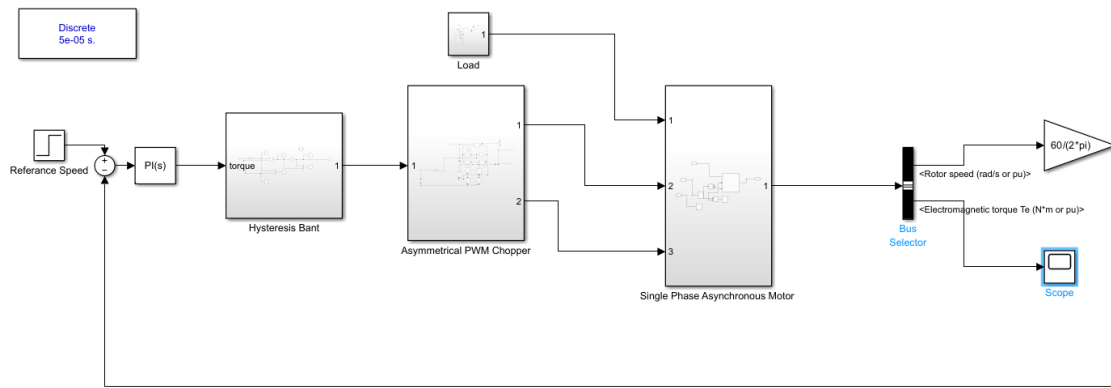 Discrete
5e-05 s.
1
Load
Referance Speed
+
−
PI(s)
torque
1
Hysteresis Bant
1
1
2
Asymmetrical PWM Chopper
1
2
3
1
Single Phase Asynchronous Motor
<Rotor speed (rad/s or pu)>
<Electromagnetic torque Te (N*m or pu)>
Bus
Selector
60/(2*pi)
Scope